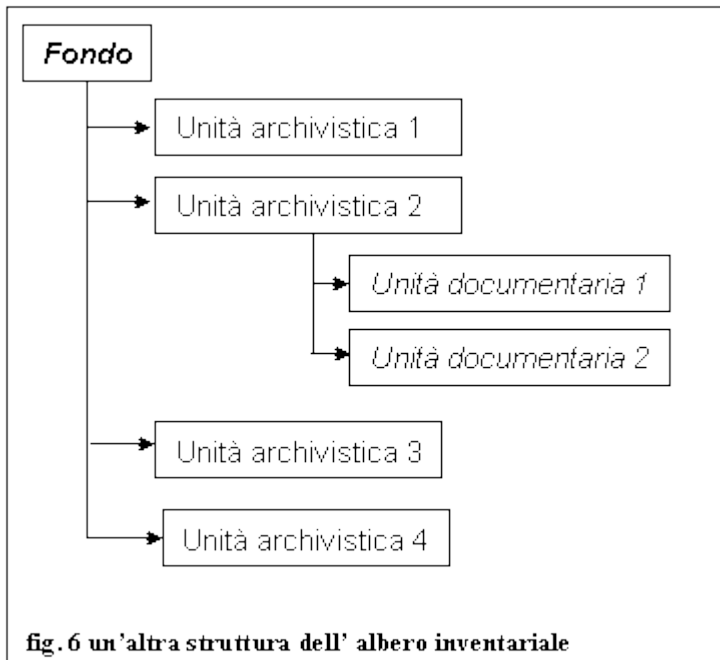 Fondo
Unità archivistica 1
Unità archivistica 2
Unità documentaria 1
Unità documentaria 2
Unità archivistica 3
Unità archivistica 4
fig. 6 un'altra struttura dell' albero inventariale